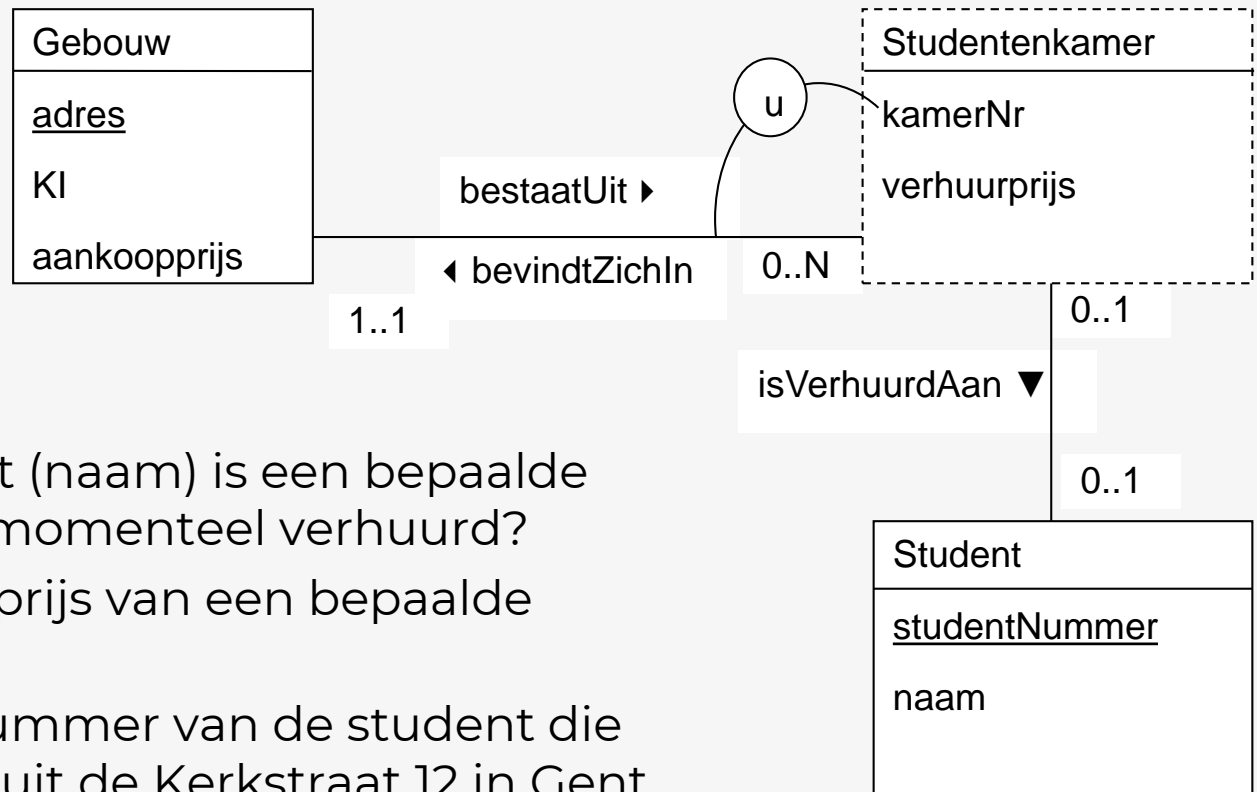 Gebouw
adres
KI
aankoopprijs
bestaatUit ▶
◀ bevindtZichIn
1..1
0..N
u
Studentenkamer
kamerNr
verhuurprijs
0..1
isVerhuurdAan ▼
0..1
Student
studentNummer
naam
t (naam) is een bepaalde
momenteel verhuurd?
prijs van een bepaalde
ummer van de student die
uit de Kerkstraat 12 in Gent